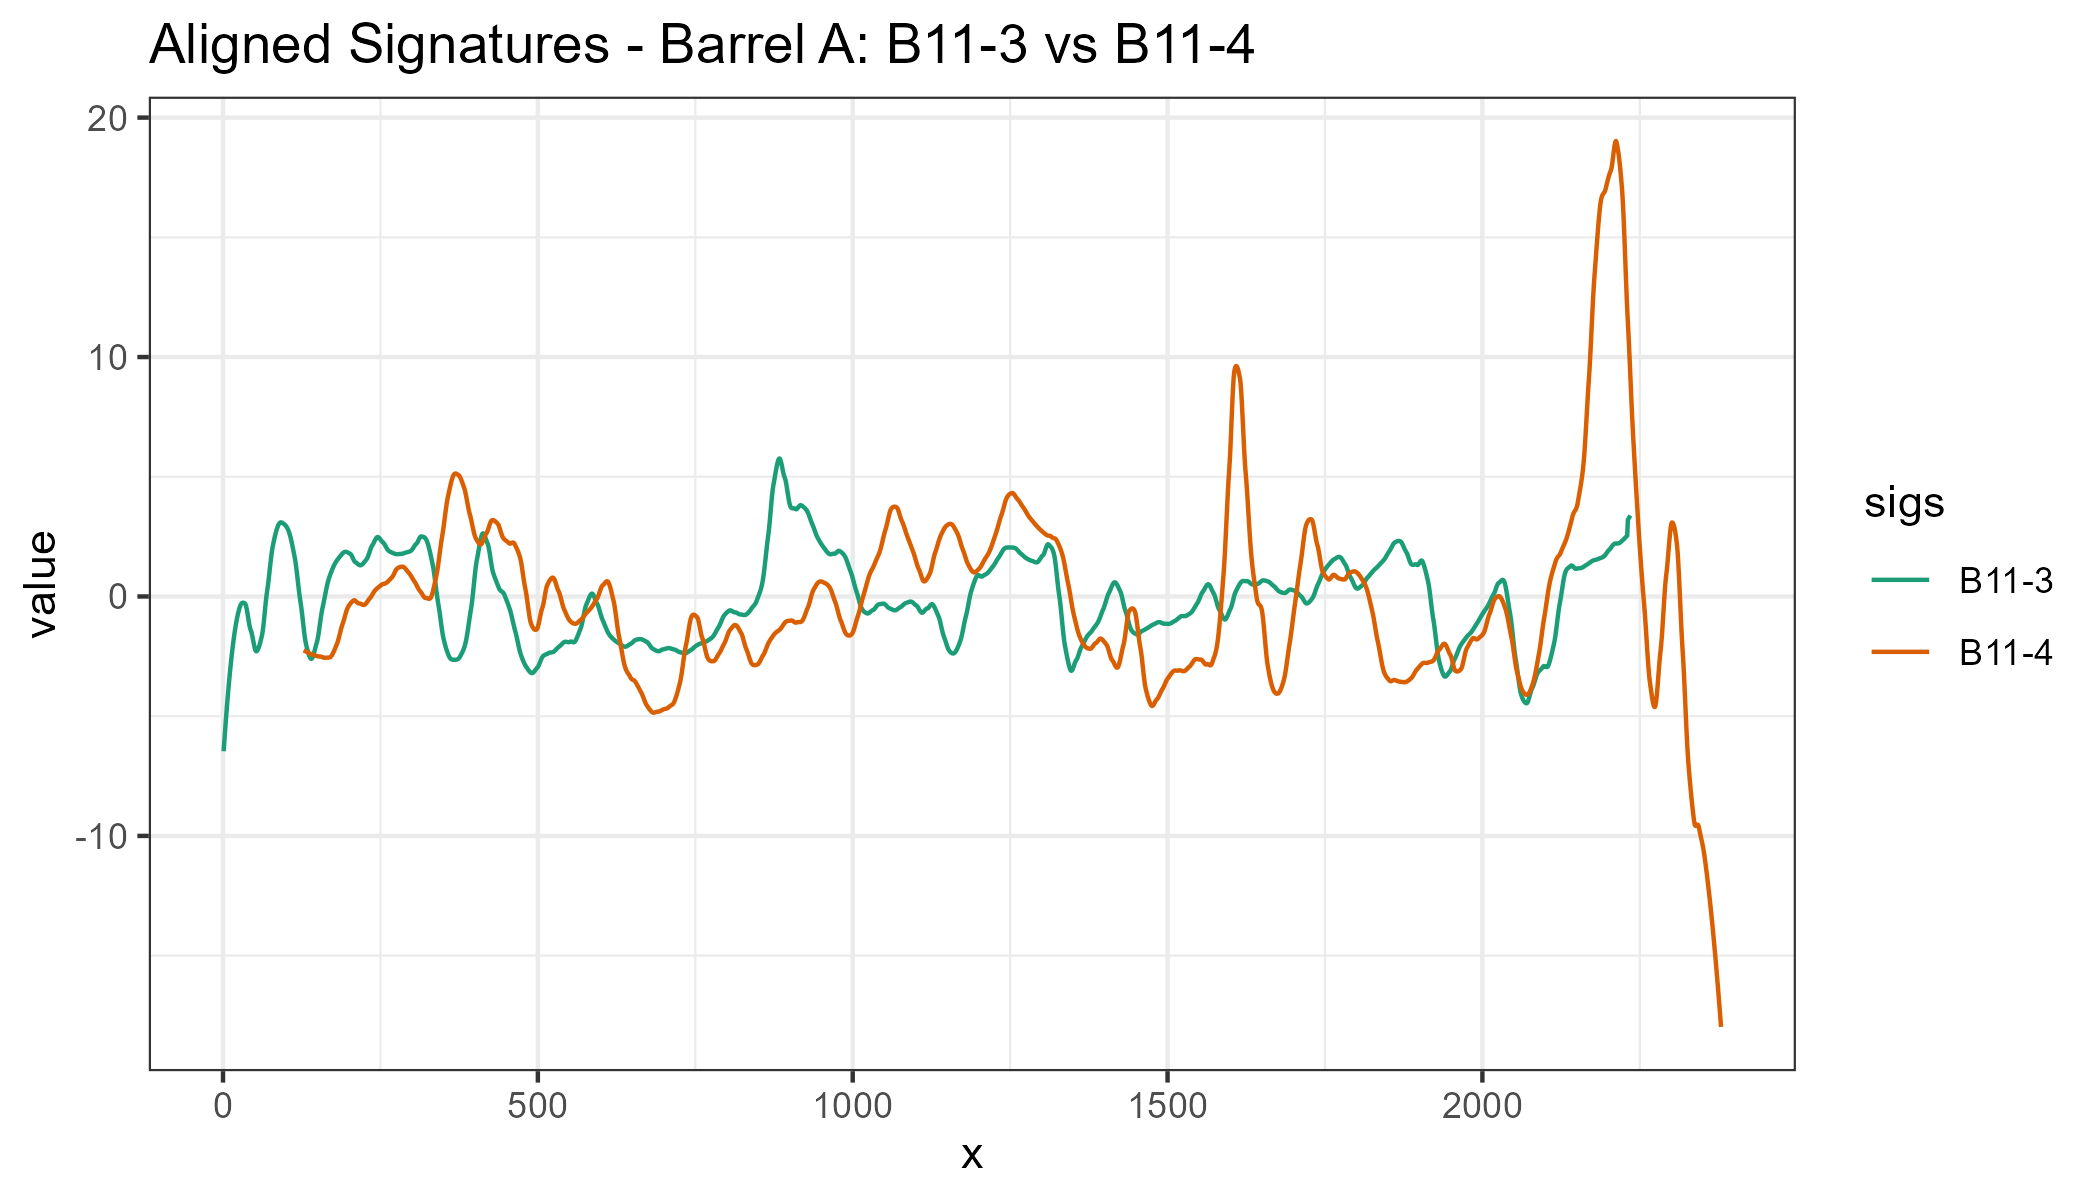 Aligned Signatures - Barrel A: B11-3 vs B11-4
20
10
0
-10
value
0 500 1000 1500 2000
x
sigs
B11-3
B11-4